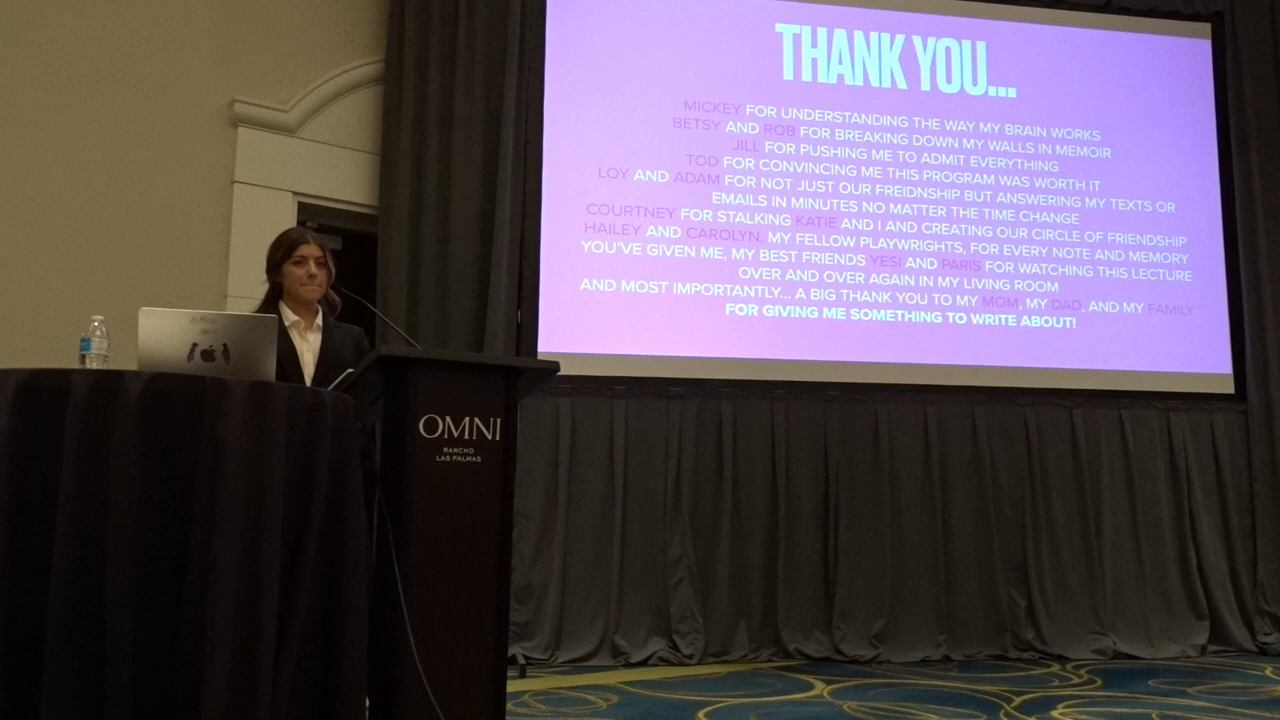 THANK YOU...
MICKEY FOR UNDERSTANDING THE WAY MY BRAIN WORKS
BETSY AND ROB FOR BREAKING DOWN MY WALLS IN MEMOIR
JILL FOR PUSHING ME TO ADMIT EVERYTHING
TOD FOR CONVINCING ME THIS PROGRAM WAS WORTH IT
LOY AND ADAM FOR NOT JUST OUR FREIDNSHIP BUT ANSWERING MY TEXTS OR
EMAILS IN MINUTES NO MATTER THE TIME CHANGE
COURTNEY FOR STALKING KATIE AND I AND CREATING OUR CIRCLE OF FRIENDSHIP
HAILEY AND CAROLYN, MY FELLOW PLAYWRIGHTS, FOR EVERY NOTE AND MEMORY
YOU'VE GIVEN ME, MY BEST FRIENDS YESI AND PARIS FOR WATCHING THIS LECTURE
OVER AND OVER AGAIN IN MY LIVING ROOM
AND MOST IMPORTANTLY... A BIG THANK YOU TO MY MOM, MY DAD, AND MY FAMILY
FOR GIVING ME SOMETHING TO WRITE ABOUT!
OMNI
RANCHO
LAS PALMAS